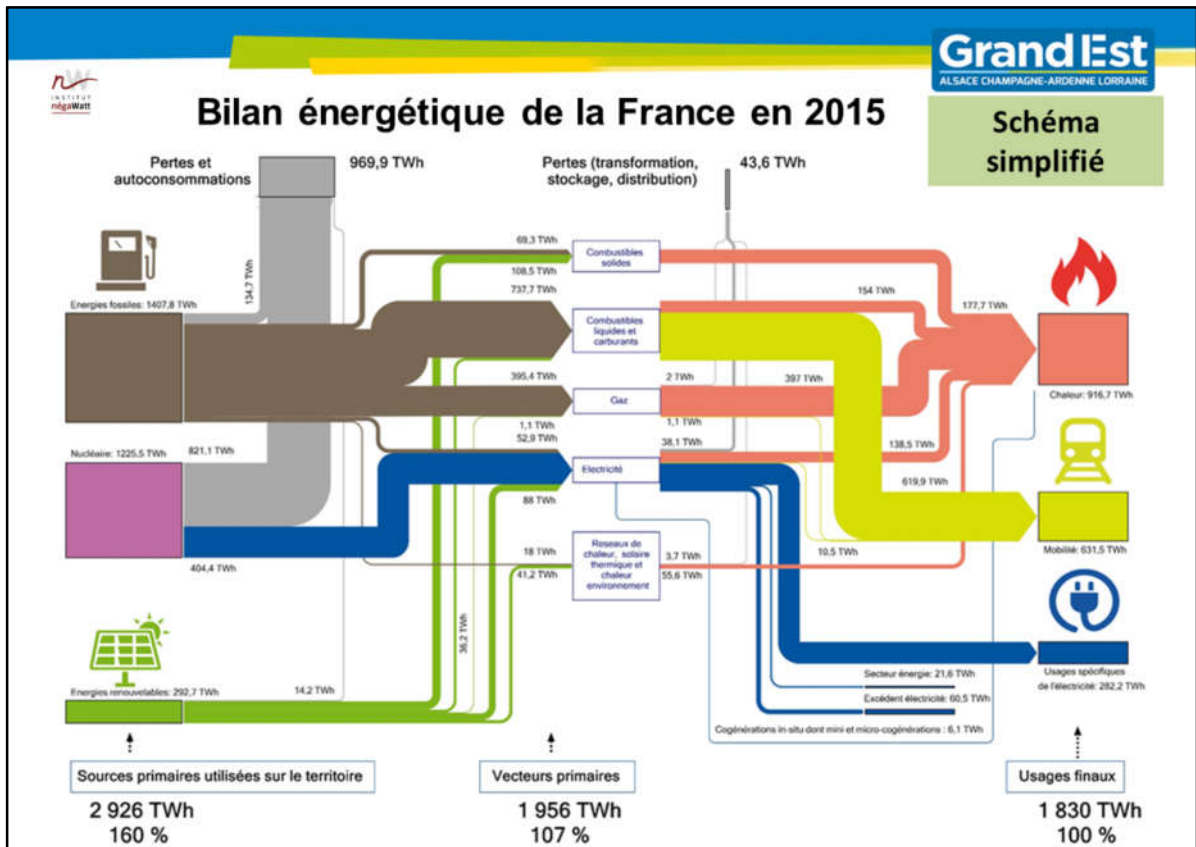 Grand Est
ALSACE CHAMPAGNE-ARDENNE LORRAINE
nW
INSTITUT
négaWatt
Bilan énergétique de la France en 2015
Schéma
simplifié
Pertes et
autoconsommations
969,9 TWh
Pertes (transformation,
stockage, distribution)
43,6 TWh
134,7 TWh
69,3 TWh
108,5 TWh
737,7 TWh
Combustibles
solides
154 TWh
177,7 TWh
Energies fossiles: 1407,8 TWh
Combustibles
liquides et
carburants
395,4 TWh
2 TWh
397 TWh
Gaz
Chaleur: 916,7 TWh
1,1 TWh
1,1 TWh
52,9 TWh
38,1 TWh
138,5 TWh
Nucléaire: 1225,5 TWh
821,1 TWh
Electricité
619,9 TWh
88 TWh
404,4 TWh
18 TWh
41,2 TWh
Reseaux de
chaleur, solaire
thermique et
chaleur
environnement
3,7 TWh
55,6 TWh
10,5 TWh
Mobilité: 631,5 TWh
36,2 TWh
Energies renouvelables: 292,7 TWh
14,2 TWh
Secteur énergie: 21,6 TWh
Excédent électricité: 60,5 TWh
Usages spécifiques
de l'électricité: 282,2 TWh
Cogénérations in-situ dont mini et micro-cogénérations : 6,1 TWh
Sources primaires utilisées sur le territoire
Vecteurs primaires
Usages finaux
2 926 TWh
160 %
1 956 TWh
107 %
1 830 TWh
100 %